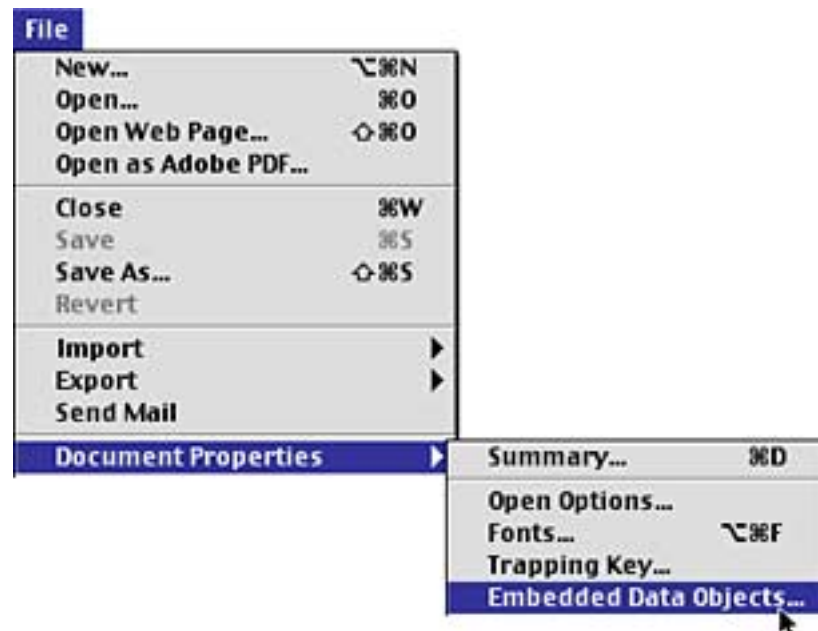 File
New... ⌥⌘N
Open... ⌘O
Open Web Page... ⇧⌘O
Open as Adobe PDF...
Close ⌘W
Save ⌘S
Save As... ⇧⌘S
Revert
Import
Export
Send Mail
Document Properties
Summary... ⌘D
Open Options...
Fonts... ⌥⌘F
Trapping Key...
Embedded Data Objects...